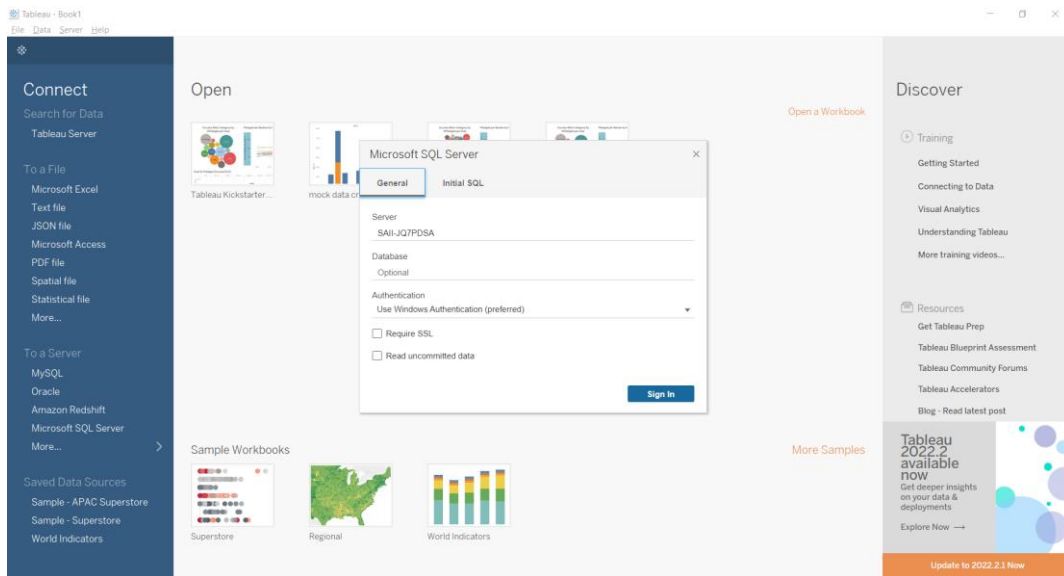 Tableau - Book1
File Data Server Help
Connect
Search for Data
Tableau Server
To a File
Microsoft Excel
Text file
JSON file
Microsoft Access
PDF file
Spatial file
Statistical file
More...
To a Server
MySQL
Oracle
Amazon Redshift
Microsoft SQL Server
More...
Saved Data Sources
Sample - APAC Superstore
Sample - Superstore
World Indicators
Open
Open a Workbook
Tableau Kickstarter...
mock data cr
Microsoft SQL Server
General Initial SQL
Server
SAII-JQ7PDSA
Database
Optional
Authentication
Use Windows Authentication (preferred)
Require SSL
Read uncommitted data
Sign In
Sample Workbooks
More Samples
Superstore
Regional
World Indicators
Discover
Training
Getting Started
Connecting to Data
Visual Analytics
Understanding Tableau
More training videos...
Resources
Get Tableau Prep
Tableau Blueprint Assessment
Tableau Community Forums
Tableau Accelerators
Blog - Read latest post
Tableau
2022.2
available
now
Get deeper insights
on your data &
deployments
Explore Now →
Update to 2022.2.1 Now